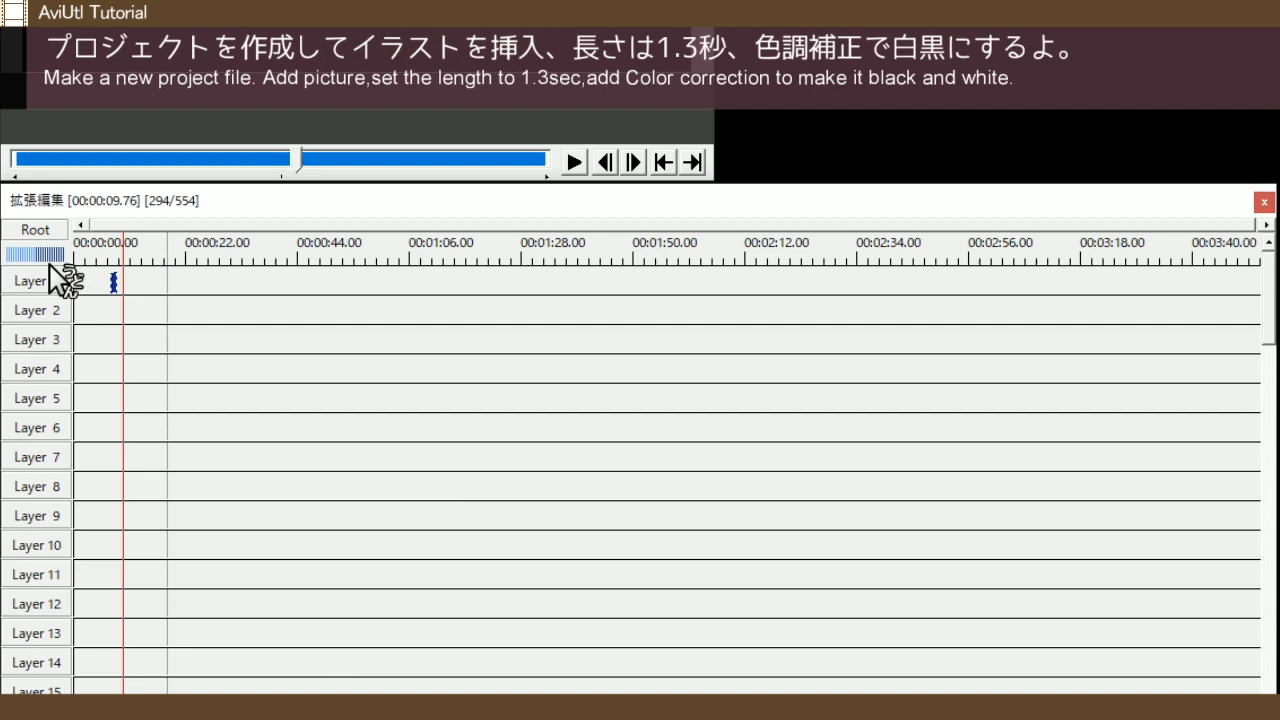 AviUtl Tutorial
プロジェクトを作成してイラストを挿入、長さは1.3秒、色調補正で白黒にするよ。
Make a new project file. Add picture,set the length to 1.3sec,add Color correction to make it black and white.
拡張編集 [00:00:09.76] [294/554]
Root
00:00:00.00 00:00:22.00 00:00:44.00 00:01:06.00 00:01:28.00 00:01:50.00 00:02:12.00 00:02:34.00 00:02:56.00 00:03:18.00 00:03:40.00
Layer
うどん
Layer 2
Layer 3
Layer 4
Layer 5
Layer 6
Layer 7
Layer 8
Layer 9
Layer 10
Layer 11
Layer 12
Layer 13
Layer 14
Layer 15